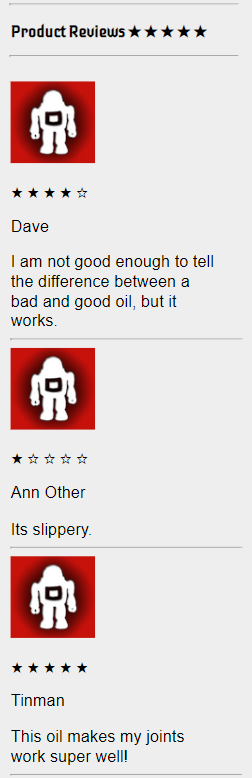 Product Reviews ★★★★★
★★★★☆
Dave
I am not good enough to tell
the difference between a
bad and good oil, but it
works.
★☆☆☆☆
Ann Other
Its slippery.
★★★★★
Tinman
This oil makes my joints
work super well!